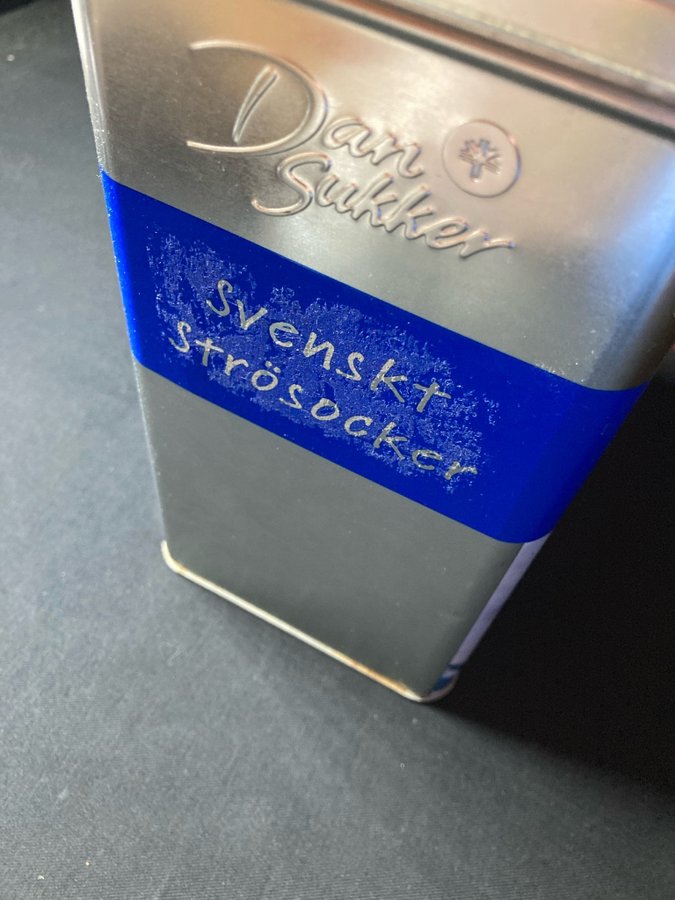 Dan
Sukker
svenskt
strösocker